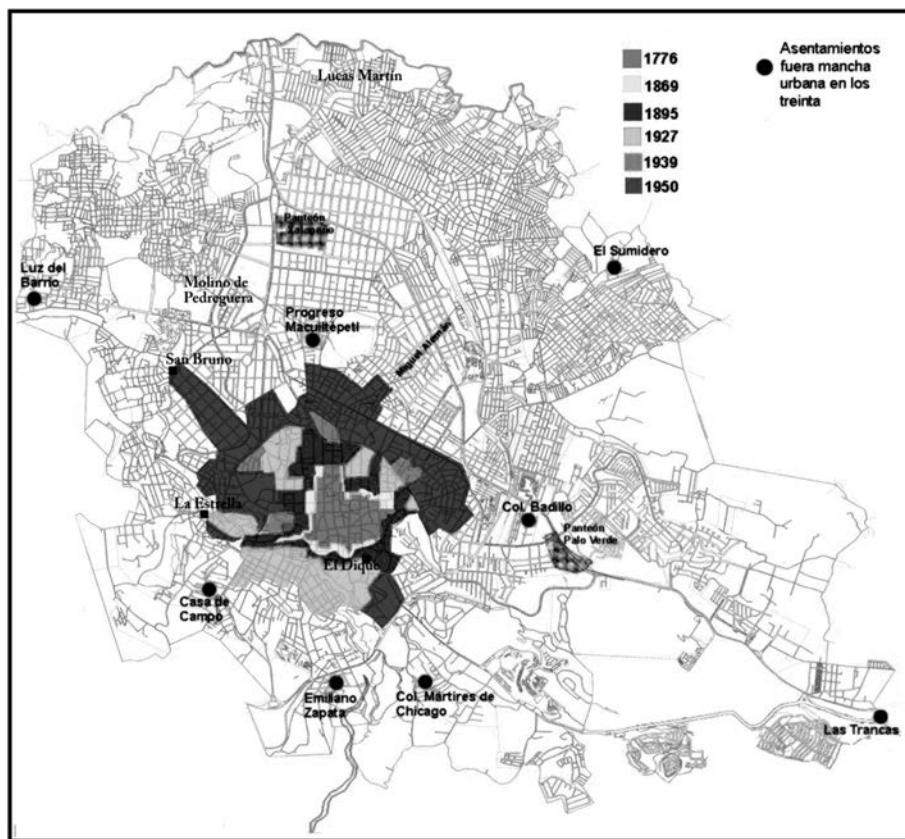 1776
1869
1895
1927
1939
1950
Asentamientos
fuera mancha
urbana en los
treinta
Lucas Martín
Panteón
Xalapeño
El Sumidero
Luz del
Barrio
Molino de
Pedreguera
Progreso
Macuiltépetl
Miguel Alemán
San Bruno
La Estrella
Col. Badillo
Panteón
Palo Verde
El Dique
Casa de
Campo
Emiliano
Zapata
Col. Mártires de
Chicago
Las Trancas